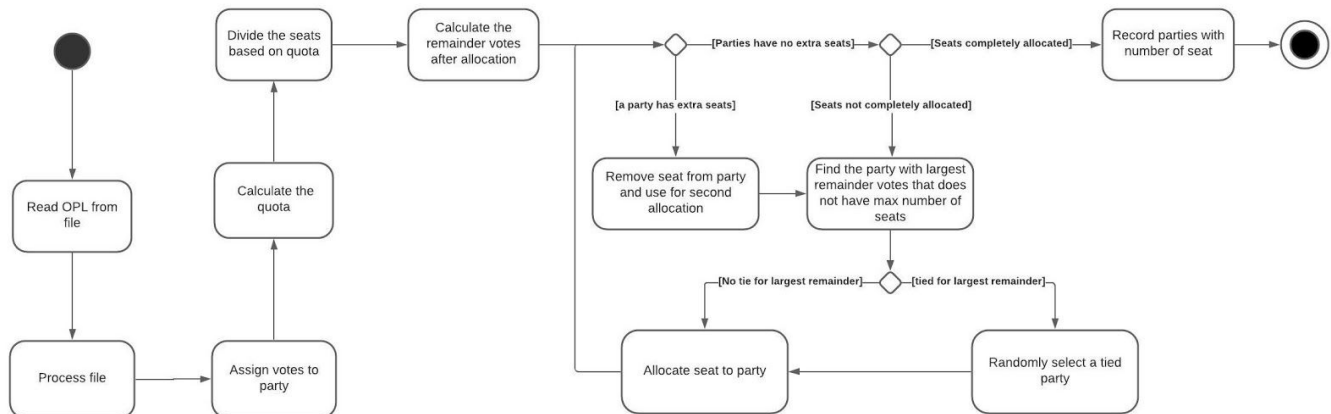 Read OPL from
file
Process file
Assign votes to
party
Calculate the
quota
Divide the seats
based on quota
Calculate the
remainder votes
after allocation
[Parties have no extra seats]
[Seats completely allocated]
Record parties with
number of seat
[a party has extra seats]
[Seats not completely allocated]
Remove seat from party
and use for second
allocation
Find the party with largest
remainder votes that does
not have max number of
seats
[No tie for largest remainder]
[tied for largest remainder]
Allocate seat to party
Randomly select a tied
party